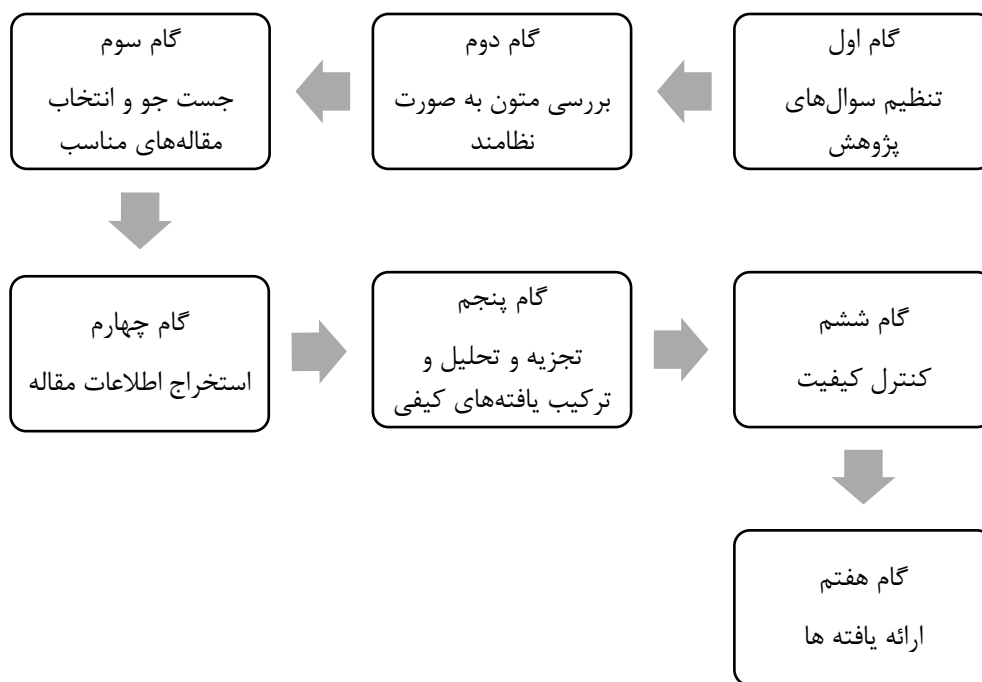 گام اول
تنظیم سوال‌های
پژوهش
گام دوم
بررسی متون به صورت
نظامند
گام سوم
جست جو و انتخاب
مقاله‌های مناسب
گام چهارم
استخراج اطلاعات مقاله
گام پنجم
تجزیه و تحلیل و
ترکیب یافته‌های کیفی
گام ششم
کنترل کیفیت
گام هفتم
ارائه یافته ها